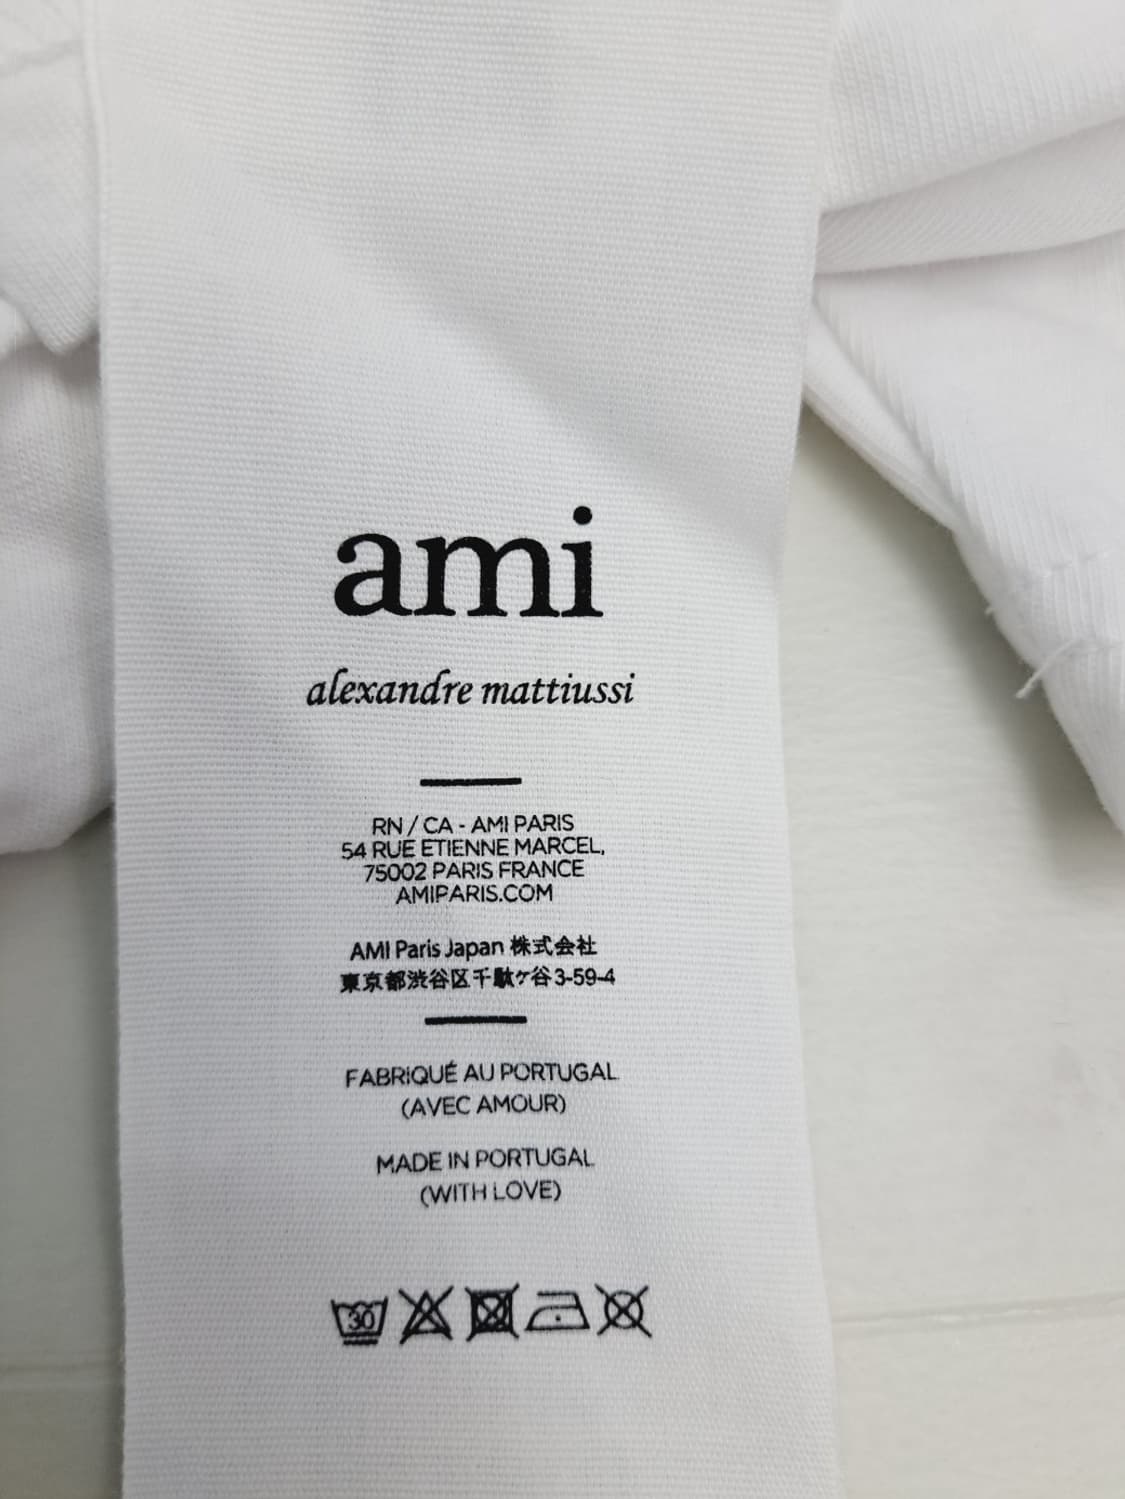 ami
alexandre mattiussi
RN / CA - AMI PARIS
54 RUE ETIENNE MARCEL,
75002 PARIS FRANCE
AMIPARIS.COM
AMI Paris Japan 株式会社
東京都渋谷区千駄ヶ谷3-59-4
FABRIQUÉ AU PORTUGAL
(AVEC AMOUR)
MADE IN PORTUGAL
(WITH LOVE)
30